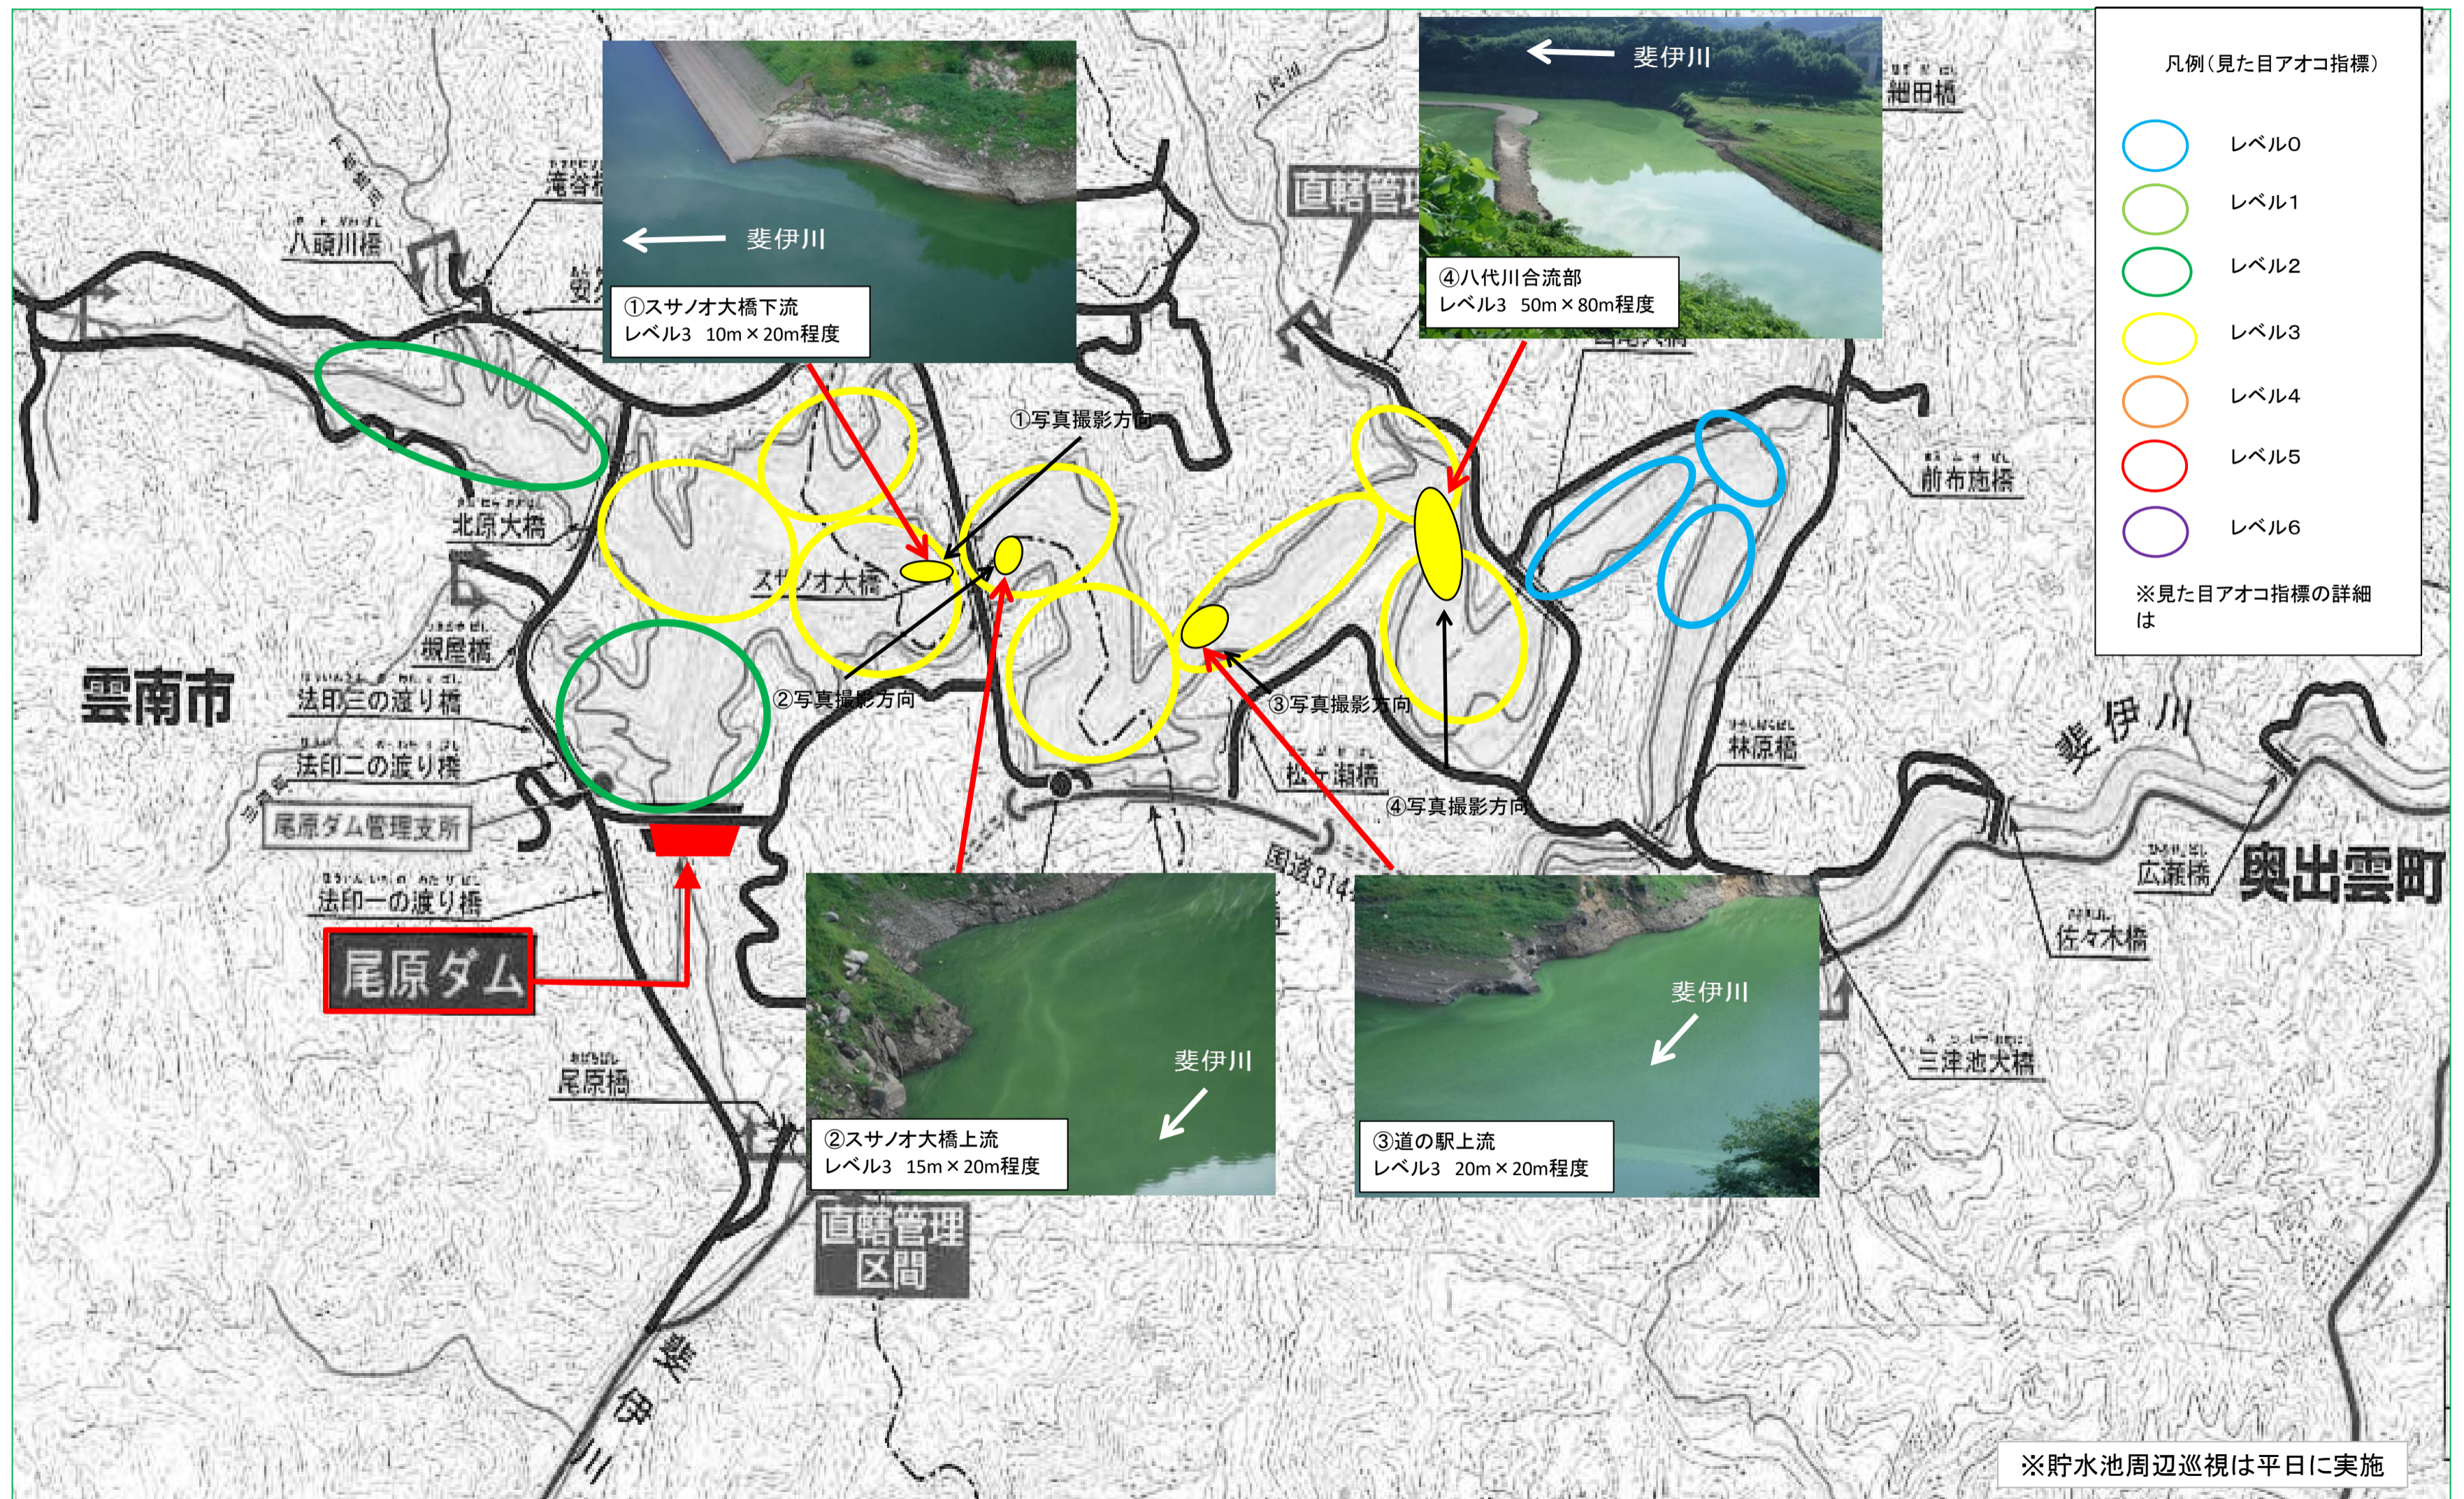 凡例(見た目アオコ指標)
レベル0
レベル1
レベル2
レベル3
レベル4
レベル5
レベル6
※見た目アオコ指標の詳細
は
斐伊川
①スサノオ大橋下流
レベル3 10m×20m程度
斐伊川
④八代川合流部
レベル3 50m×80m程度
八代川
直轄管理
八頭川橋
①写真撮影方向
前布施橋
北原大橋
スサノオ大橋
槻屋橋
②写真撮影方向
③写真撮影方向
雲南市
法印三の渡り橋
法印二の渡り橋
尾原ダム管理支所
法印一の渡り橋
尾原ダム
尾原橋
松ヶ瀬橋
④写真撮影方向
林原橋
国道314
斐伊川
広瀬橋
奥出雲町
佐々木橋
三津池大橋
斐伊川
②スサノオ大橋上流
レベル3 15m×20m程度
斐伊川
③道の駅上流
レベル3 20m×20m程度
直轄管理
区間
斐伊川
※貯水池周辺巡視は平日に実施